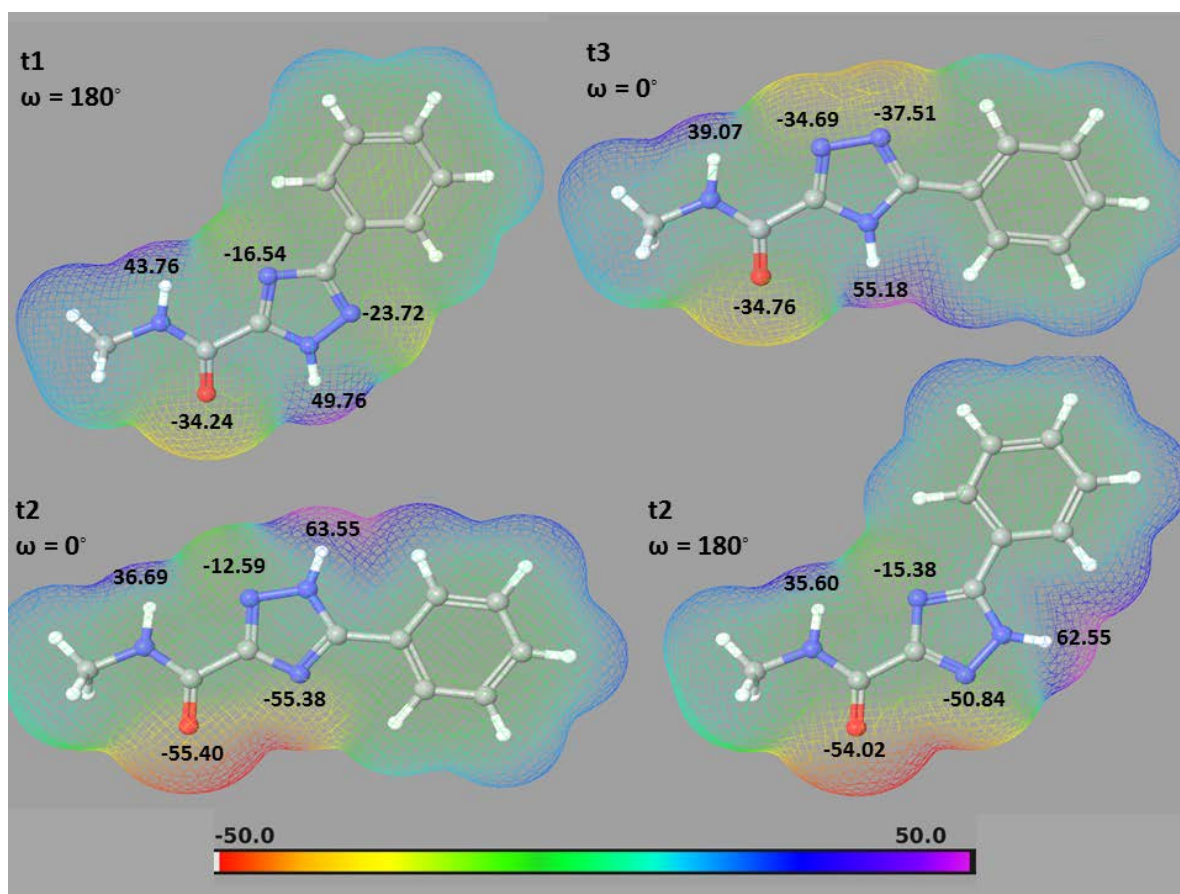 t1
ω = 180°
43.76
-16.54
-23.72
49.76
-34.24
t3
ω = 0°
39.07
-34.69
-37.51
-34.76
55.18
t2
ω = 0°
63.55
36.69
-12.59
-55.38
-55.40
t2
ω = 180°
35.60
-15.38
62.55
-50.84
-54.02
-50.0
50.0